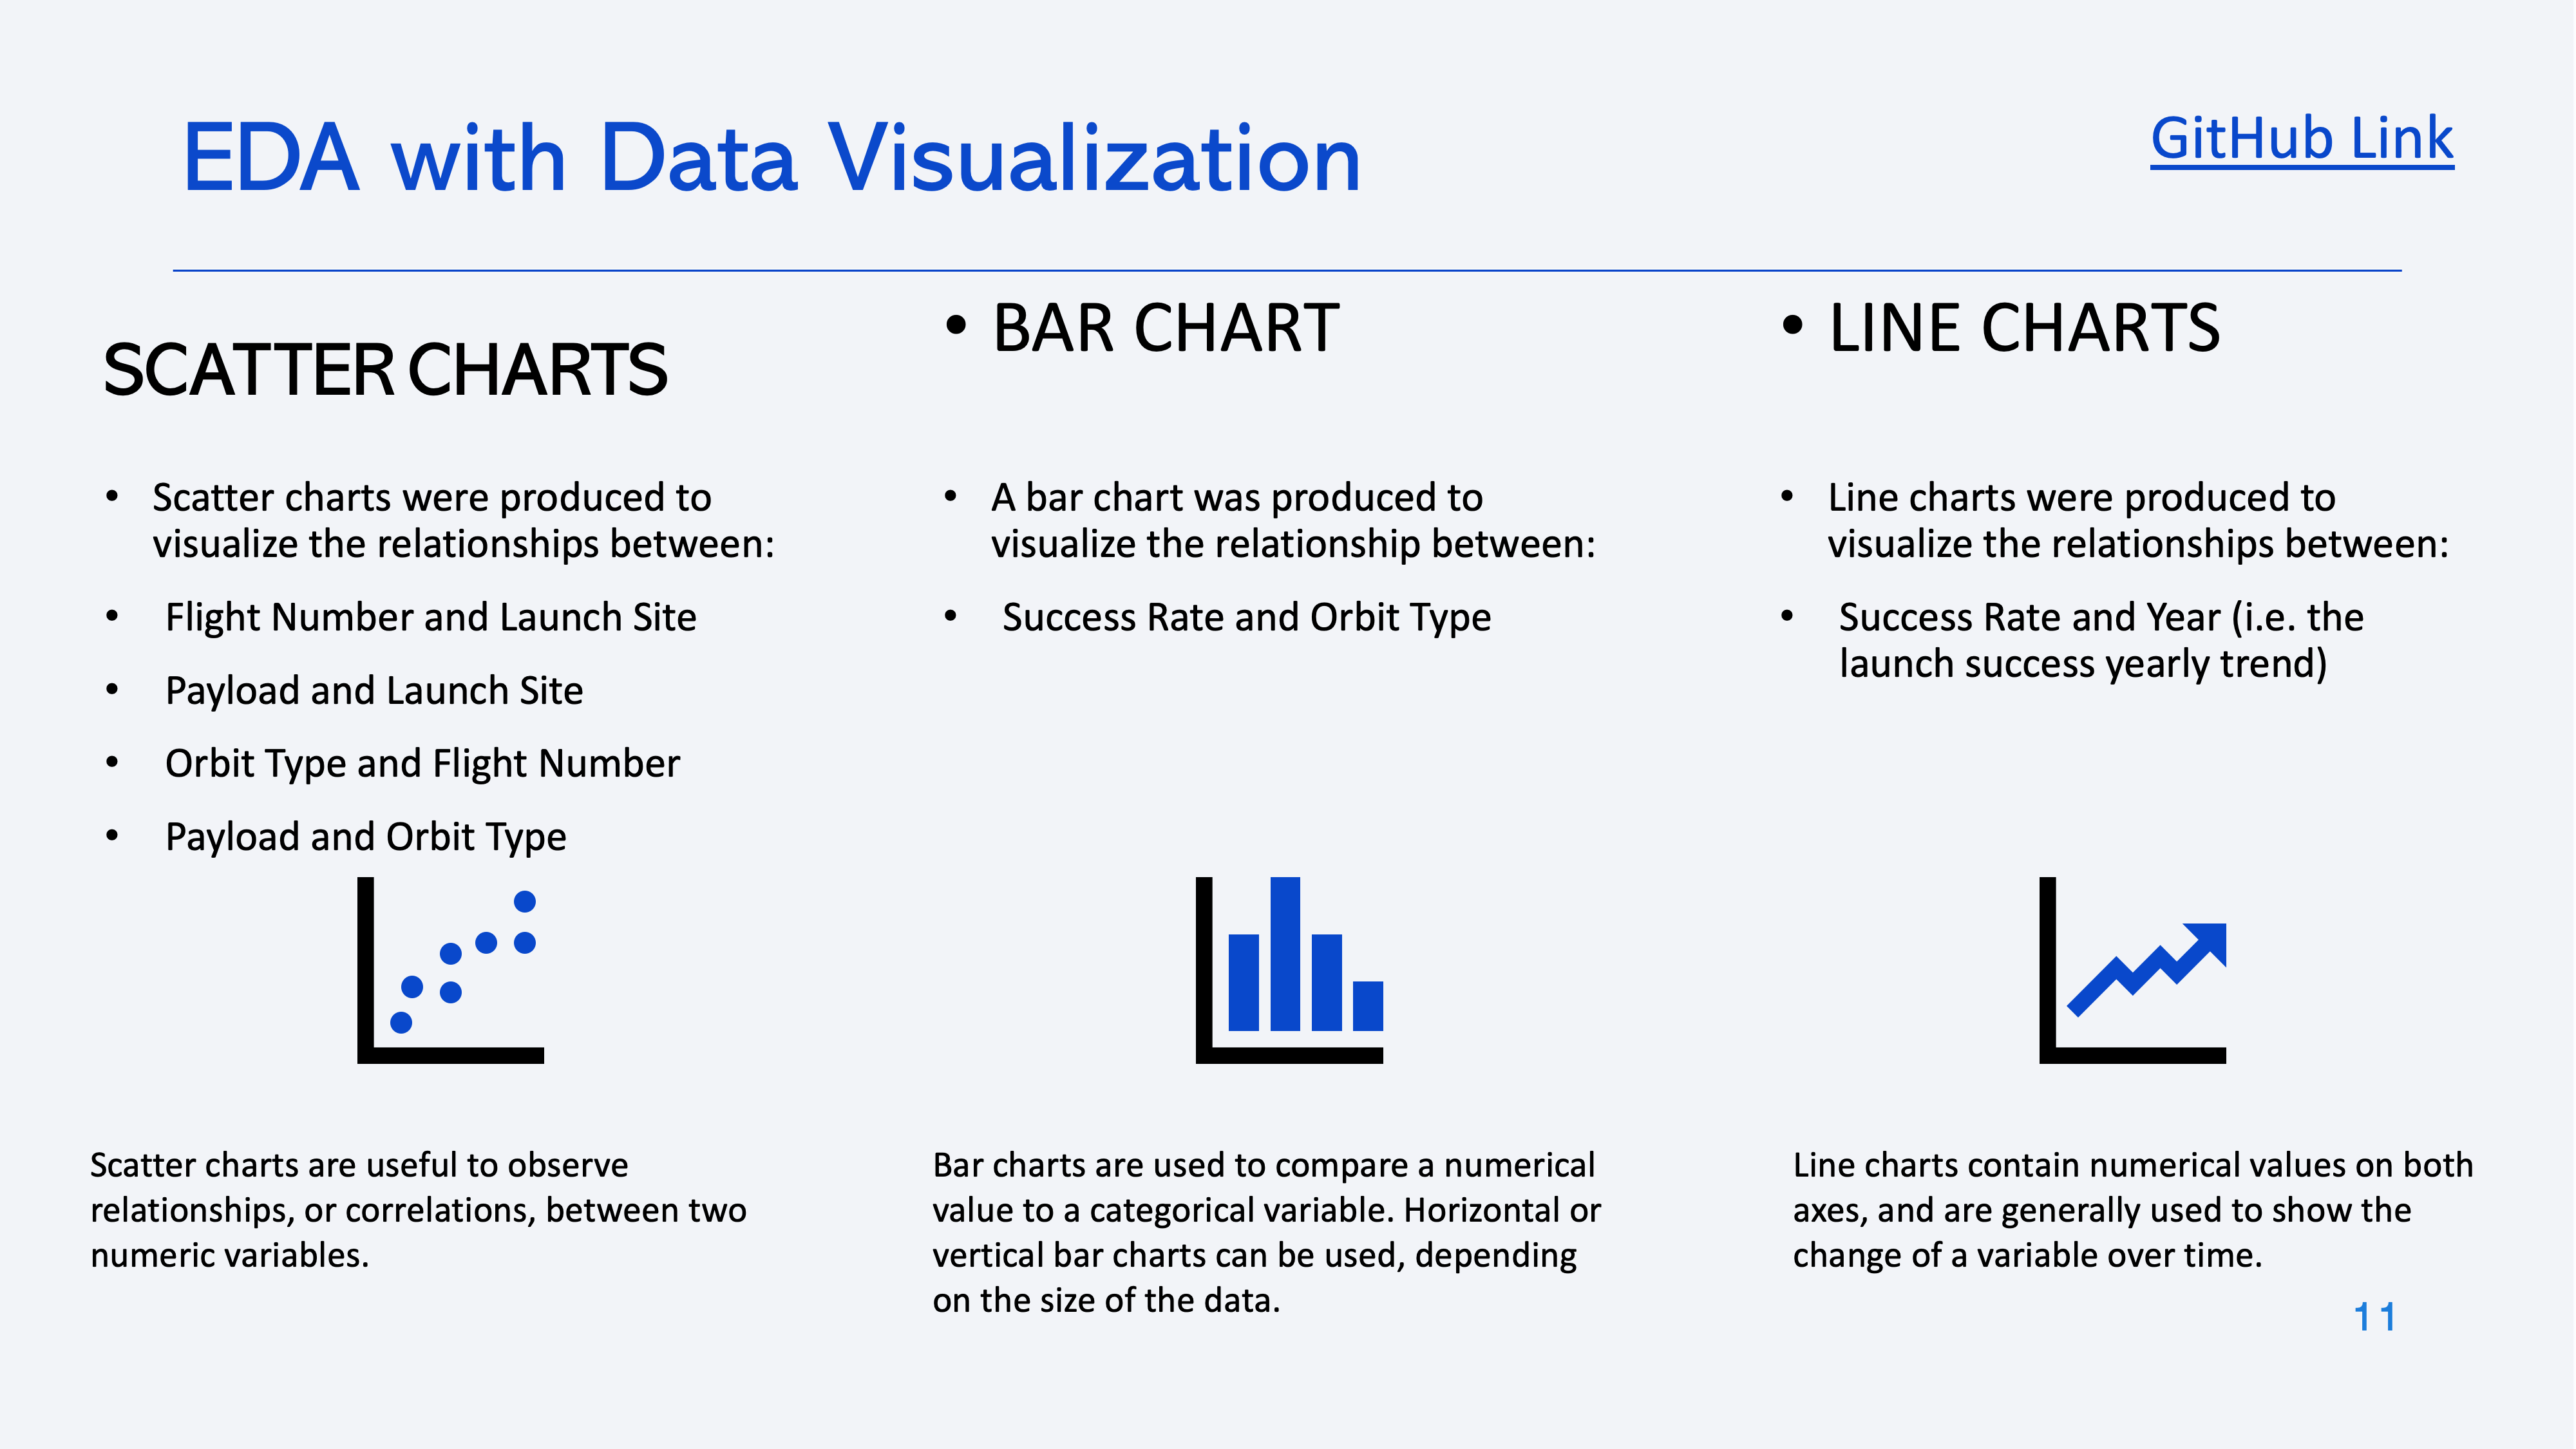 EDA with Data Visualization
GitHub Link
SCATTER CHARTS
• Scatter charts were produced to
visualize the relationships between:
• Flight Number and Launch Site
• Payload and Launch Site
• Orbit Type and Flight Number
• Payload and Orbit Type
Scatter charts are useful to observe
relationships, or correlations, between two
numeric variables.
• BAR CHART
• A bar chart was produced to
visualize the relationship between:
• Success Rate and Orbit Type
Bar charts are used to compare a numerical
value to a categorical variable. Horizontal or
vertical bar charts can be used, depending
on the size of the data.
• LINE CHARTS
• Line charts were produced to
visualize the relationships between:
• Success Rate and Year (i.e. the
launch success yearly trend)
Line charts contain numerical values on both
axes, and are generally used to show the
change of a variable over time.
11